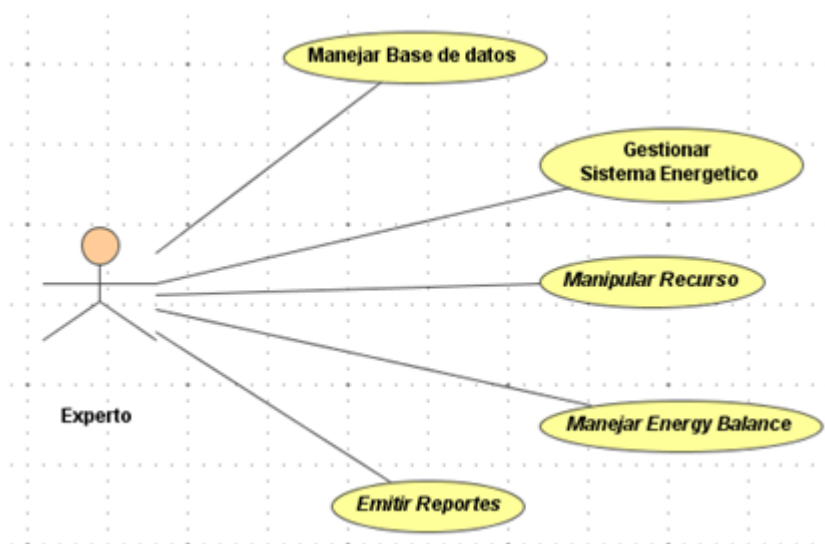 Manejar Base de datos
Gestionar
Sistema Energetico
Manipular Recurso
Experto
Manejar Energy Balance
Emitir Reportes